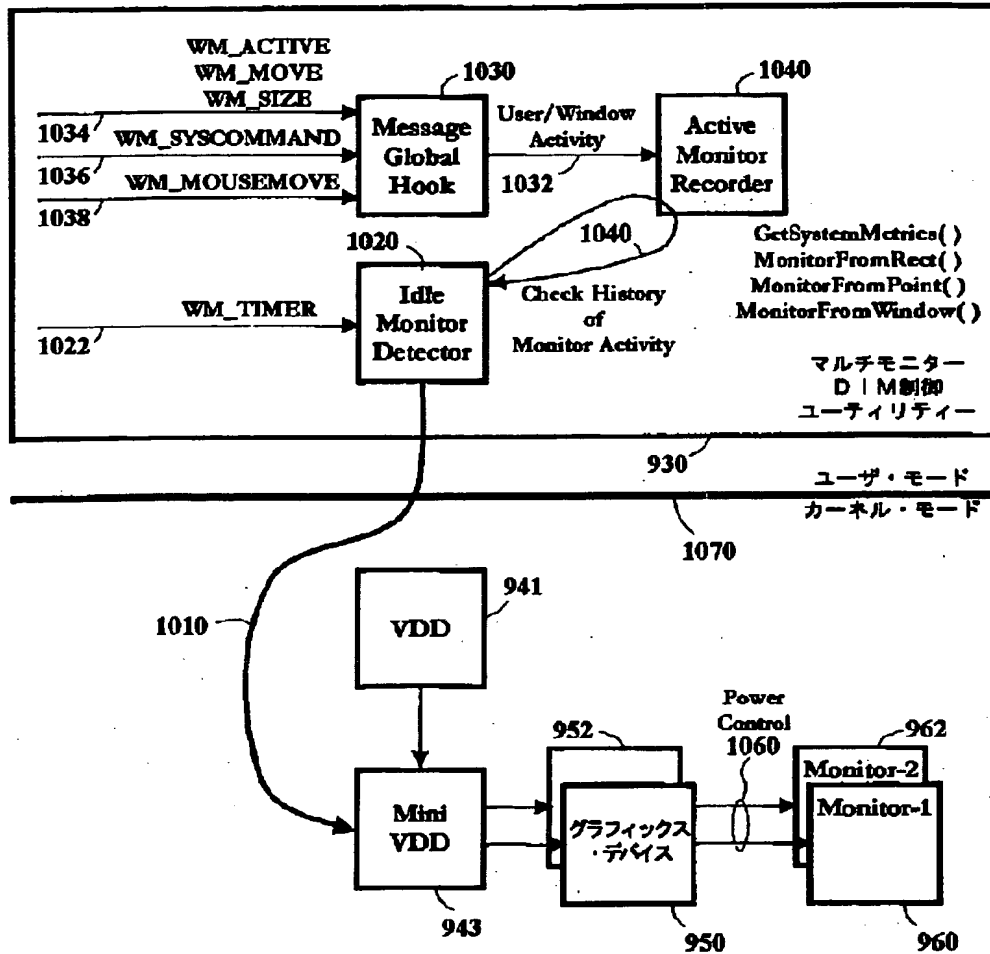 WM_ACTIVE
WM_MOVE
WM_SIZE
1034
WM_SYSCOMMAND
1036
WM_MOUSEMOVE
1038
1030
Message
Global
Hook
User/Window
Activity
1032
1040
Active
Monitor
Recorder
1020
Idle
Monitor
Detector
WM_TIMER
1022
1040
Check History
of
Monitor Activity
GetSystemMetrics( )
MonitorFromRect( )
MonitorFromPoint( )
MonitorFromWindow( )
マルチモニター
DIM制御
ユーティリティー
930
ユーザ・モード
カーネル・モード
1070
1010
941
VDD
Mini
VDD
943
952
グラフィックス
・デバイス
950
Power
Control
1060
962
Monitor-2
Monitor-1
960